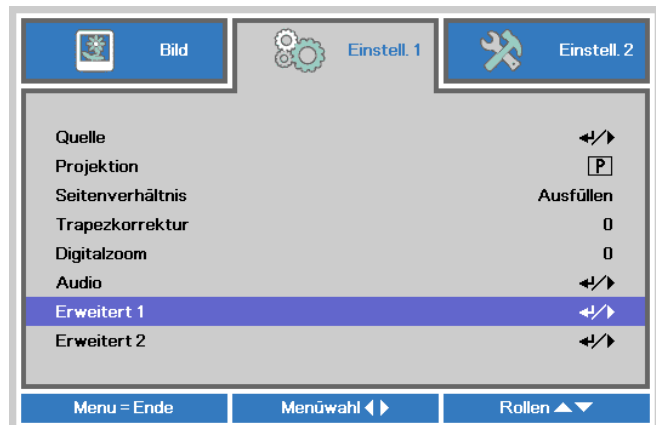 Bild
Einstell. 1
Einstell. 2
Quelle ↵/▶
Projektion P
Seitenverhältnis Ausfüllen
Trapezkorrektur 0
Digitalzoom 0
Audio ↵/▶
Erweitert 1 ↵/▶
Erweitert 2 ↵/▶
Menu = Ende
Menüwahl ◀ ▶
Rollen ▲▼